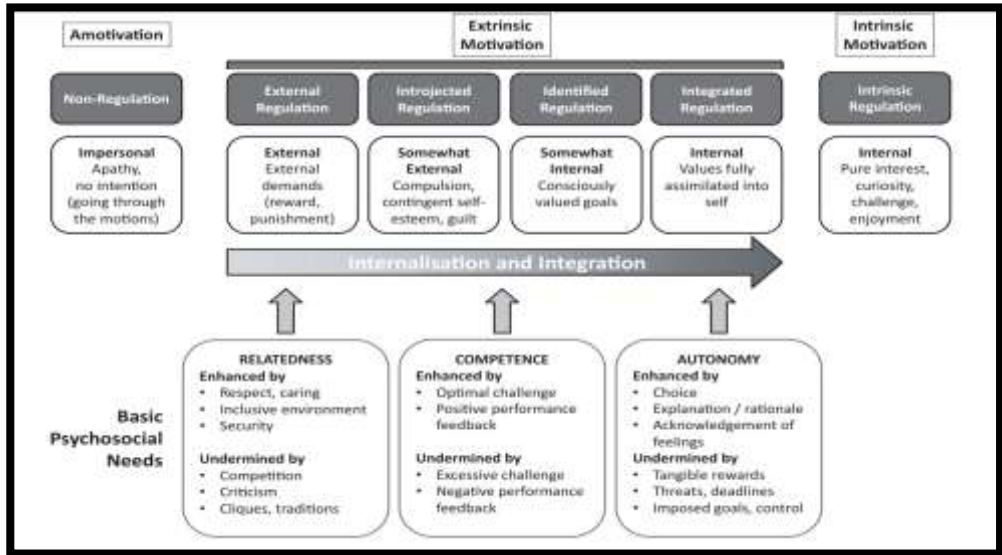 Amotivation
Extrinsic
Motivation
Intrinsic
Motivation
Non-Regulation
External
Regulation
Introjected
Regulation
Identified
Regulation
Integrated
Regulation
Intrinsic
Regulation
Impersonal
Apathy,
no intention
(going through
the motions)
External
External
demands
(reward,
punishment)
Somewhat
External
Compulsion,
contingent self-
esteem, guilt
Somewhat
Internal
Consciously
valued goals
Internal
Values fully
assimilated into
self
Internal
Pure interest,
curiosity,
challenge,
enjoyment
Internalisation and Integration
Basic
Psychosocial
Needs
RELATEDNESS
Enhanced by
• Respect, caring
• Inclusive environment
• Security
Undermined by
• Competition
• Criticism
• Cliques, traditions
COMPETENCE
Enhanced by
• Optimal challenge
• Positive performance
feedback
Undermined by
• Excessive challenge
• Negative performance
feedback
AUTONOMY
Enhanced by
• Choice
• Explanation / rationale
• Acknowledgement of
feelings
Undermined by
• Tangible rewards
• Threats, deadlines
• Imposed goals, control